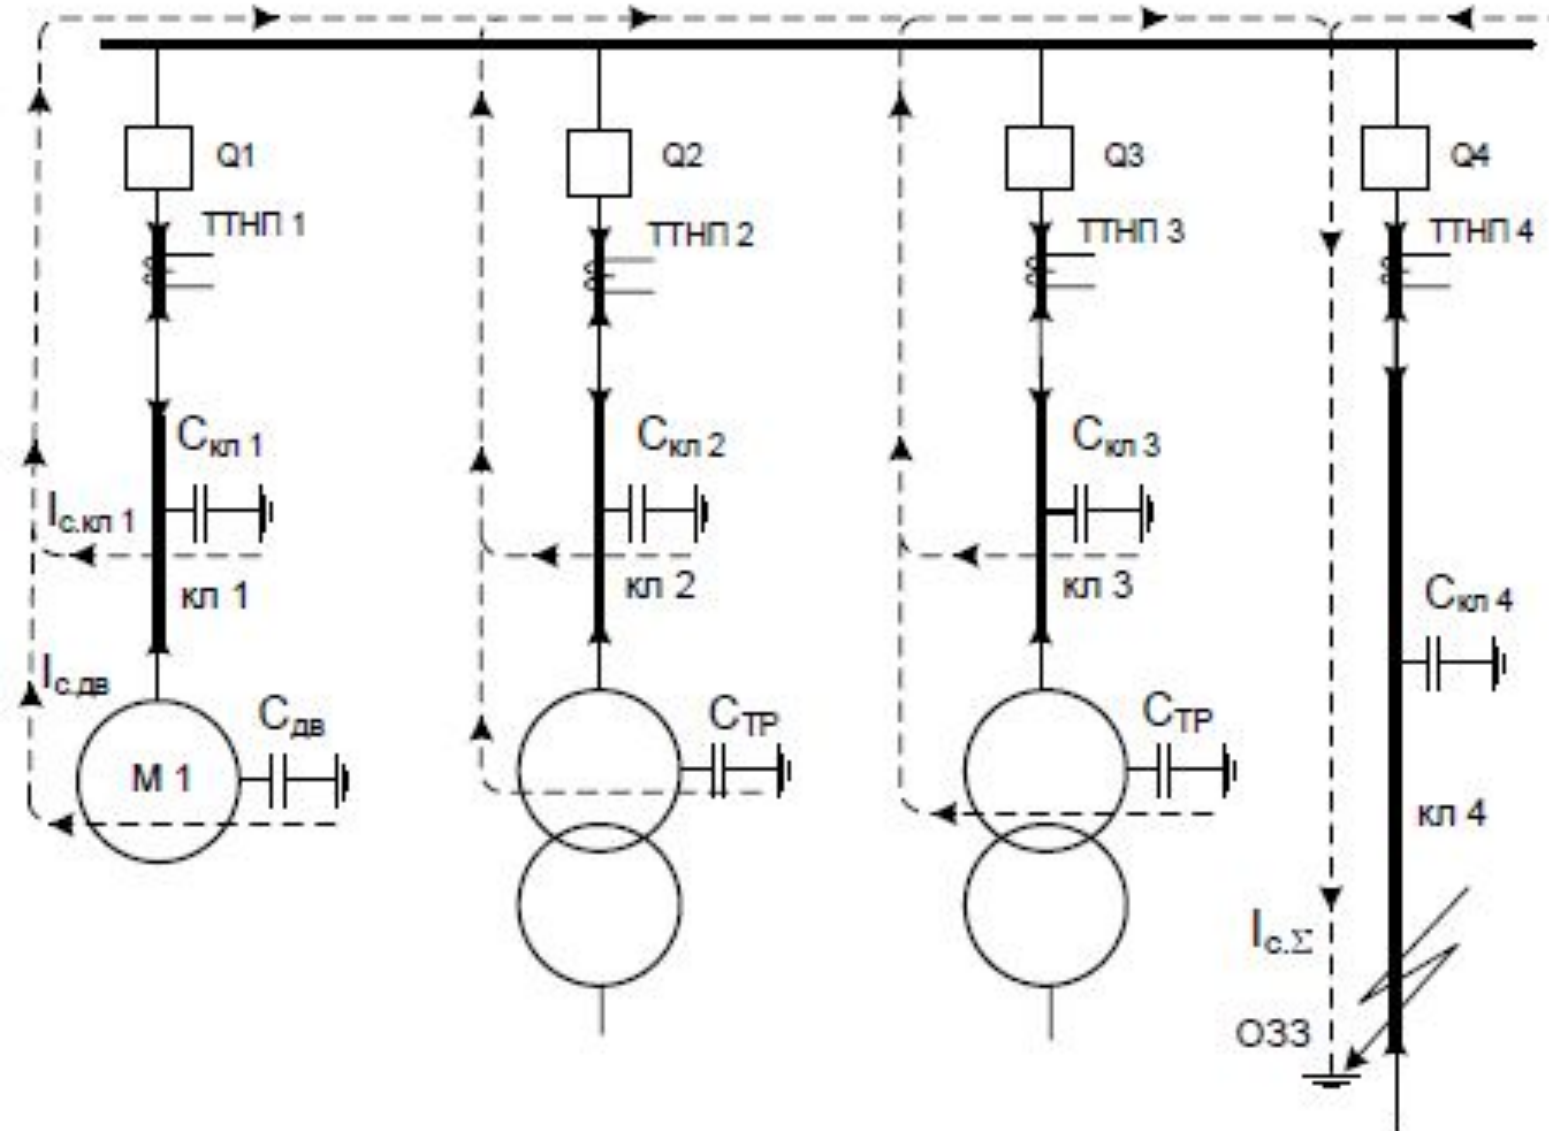 Q1
Q2
Q3
Q4
ТТНП 1
ТТНП 2
ТТНП 3
ТТНП 4
Cкл 1
Cкл 2
Cкл 3
Iс.кл 1
кл 1
кл 2
кл 3
Cкл 4
Iс.дв
CДВ
CТР
CТР
М 1
кл 4
Iс.Σ
ОЗЗ